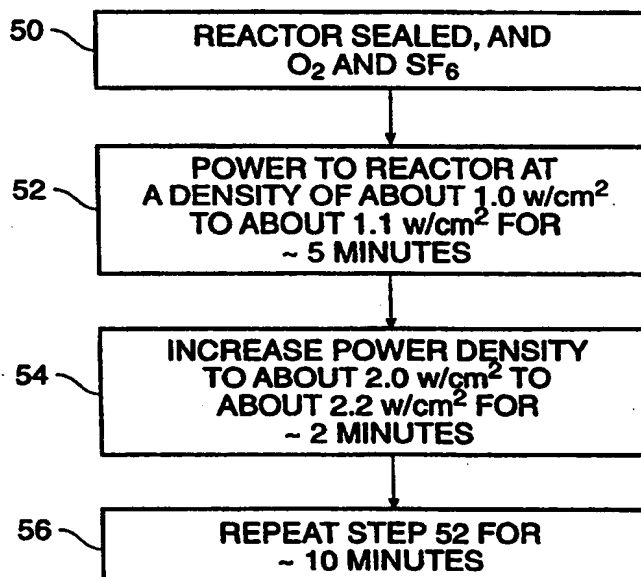 50
REACTOR SEALED, AND
O₂ AND SF₆
52
POWER TO REACTOR AT
A DENSITY OF ABOUT 1.0 w/cm²
TO ABOUT 1.1 w/cm² FOR
~ 5 MINUTES
54
INCREASE POWER DENSITY
TO ABOUT 2.0 w/cm² TO
ABOUT 2.2 w/cm² FOR
~ 2 MINUTES
56
REPEAT STEP 52 FOR
~ 10 MINUTES